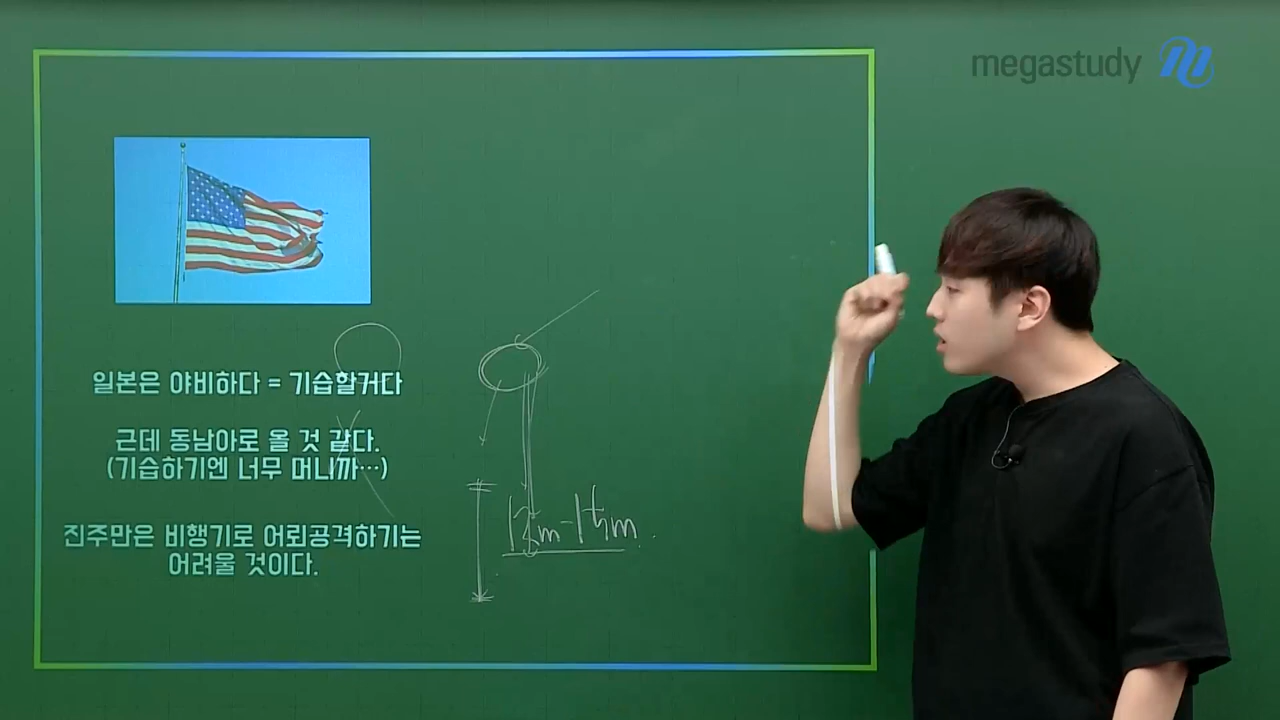 megastudy
일본은 야비하다 = 기습할거다
근데 동남아로 올 것 같다.
(기습하기엔 너무 머니까…)
진주만은 비행기로 어뢰공격하기는
어려울 것이다.
12m-15m